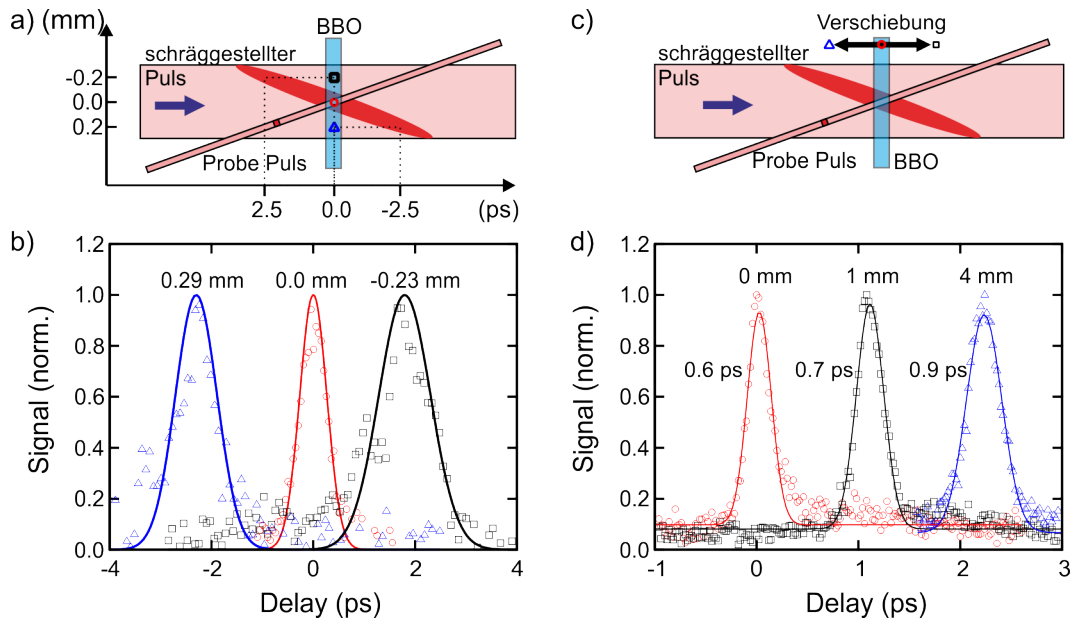 a) (mm)
BBO
schräggestellter
Puls
-0.2
0.0
0.2
Probe Puls
2.5 0.0 -2.5 (ps)
c)
Verschiebung
schräggestellter
Puls
Probe Puls
BBO
b)
1.2
1.0
0.8
0.6
0.4
0.2
0.0
Signal (norm.)
0.29 mm 0.0 mm -0.23 mm
-4 -2 0 2 4
Delay (ps)
d)
1.2
1.0
0.8
0.6
0.4
0.2
0.0
Signal (norm.)
0 mm 1 mm 4 mm
0.6 ps 0.7 ps 0.9 ps
-1 0 1 2 3
Delay (ps)